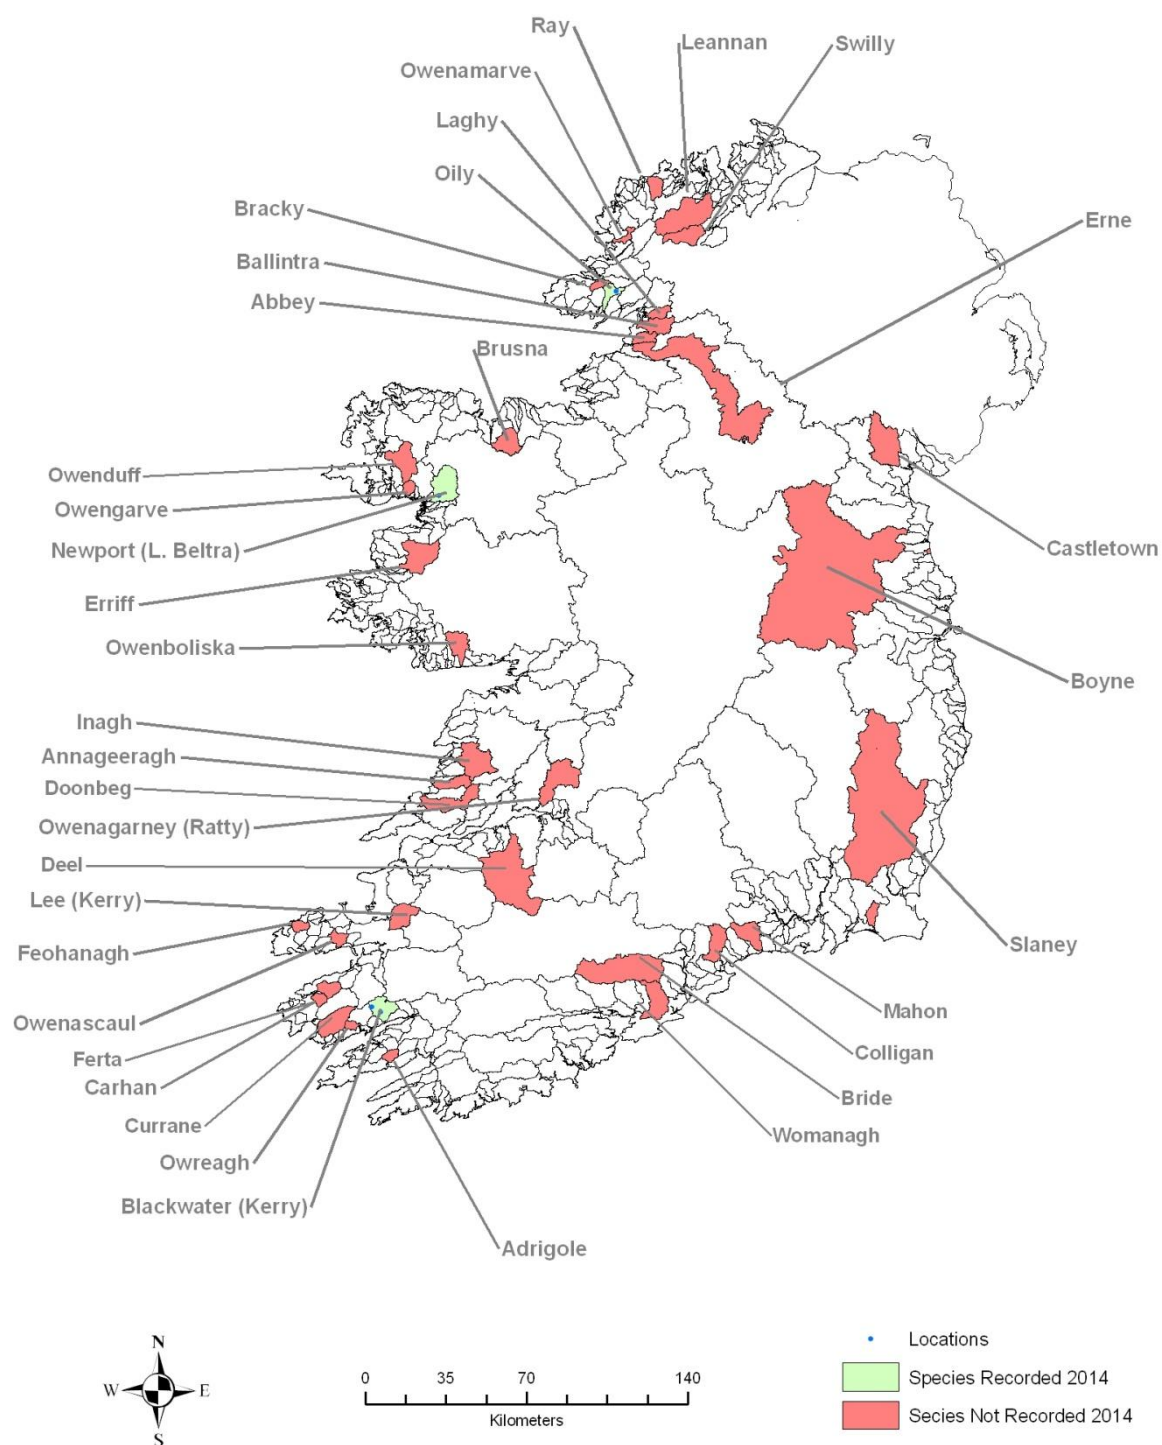 Ray
Leannan
Swilly
Owenamarve
Laghy
Oily
Bracky
Erne
Ballintra
Abbey
Brusna
Owenduff
Owengarve
Newport (L. Beltra)
Castletown
Erriff
Owenboliska
Boyne
Inagh
Annageeragh
Doonbeg
Owenagarney (Ratty)
Deel
Lee (Kerry)
Feohanagh
Slaney
Owenascaul
Mahon
Ferta
Colligan
Carhan
Bride
Currane
Womanagh
Owreagh
Blackwater (Kerry)
Adrigole
N
W E
S
0 35 70 140
Kilometers
Locations
Species Recorded 2014
Secies Not Recorded 2014